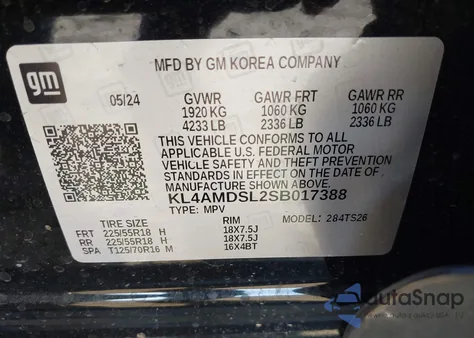 gm
MFD BY GM KOREA COMPANY
05/24 GVWR GAWR FRT GAWR RR
1920 KG 1060 KG 1060 KG
4233 LB 2336 LB 2336 LB
THIS VEHICLE CONFORMS TO ALL
APPLICABLE U.S. FEDERAL MOTOR
VEHICLE SAFETY AND THEFT PREVENTION
STANDARDS IN EFFECT ON THE DATE OF
MANUFACTURE SHOWN ABOVE.
KL4AMDSL2SB017388
TYPE: MPV MODEL: 284TS26
TIRE SIZE RIM
FRT 225/55R18 H 18X7.5J
RR 225/55R18 H 18X7.5J
SPA T125/70R16 M 16X4BT
AutaSnap